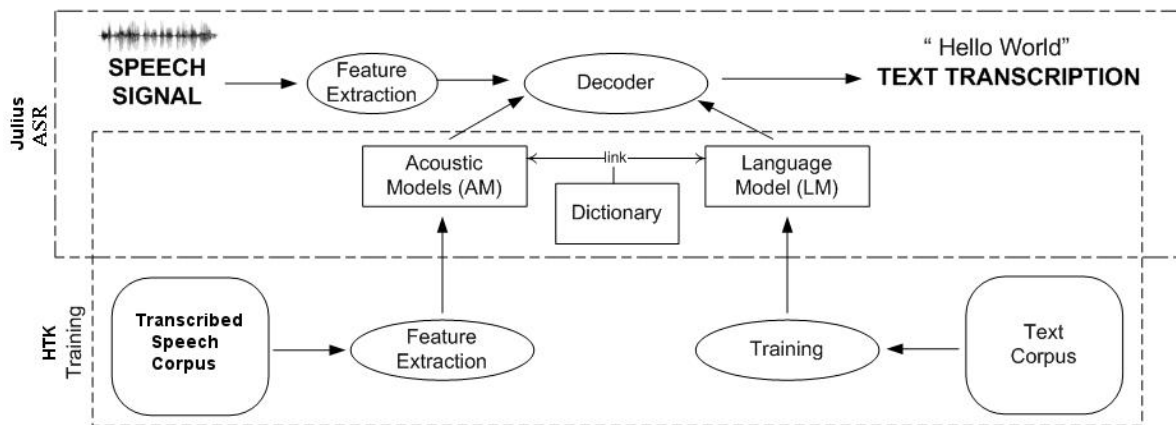 SPEECH
SIGNAL
Feature
Extraction
Decoder
“ Hello World”
TEXT TRANSCRIPTION
Julius
ASR
Acoustic
Models (AM)
link
Language
Model (LM)
Dictionary
HTK
Training
Transcribed
Speech
Corpus
Feature
Extraction
Training
Text
Corpus